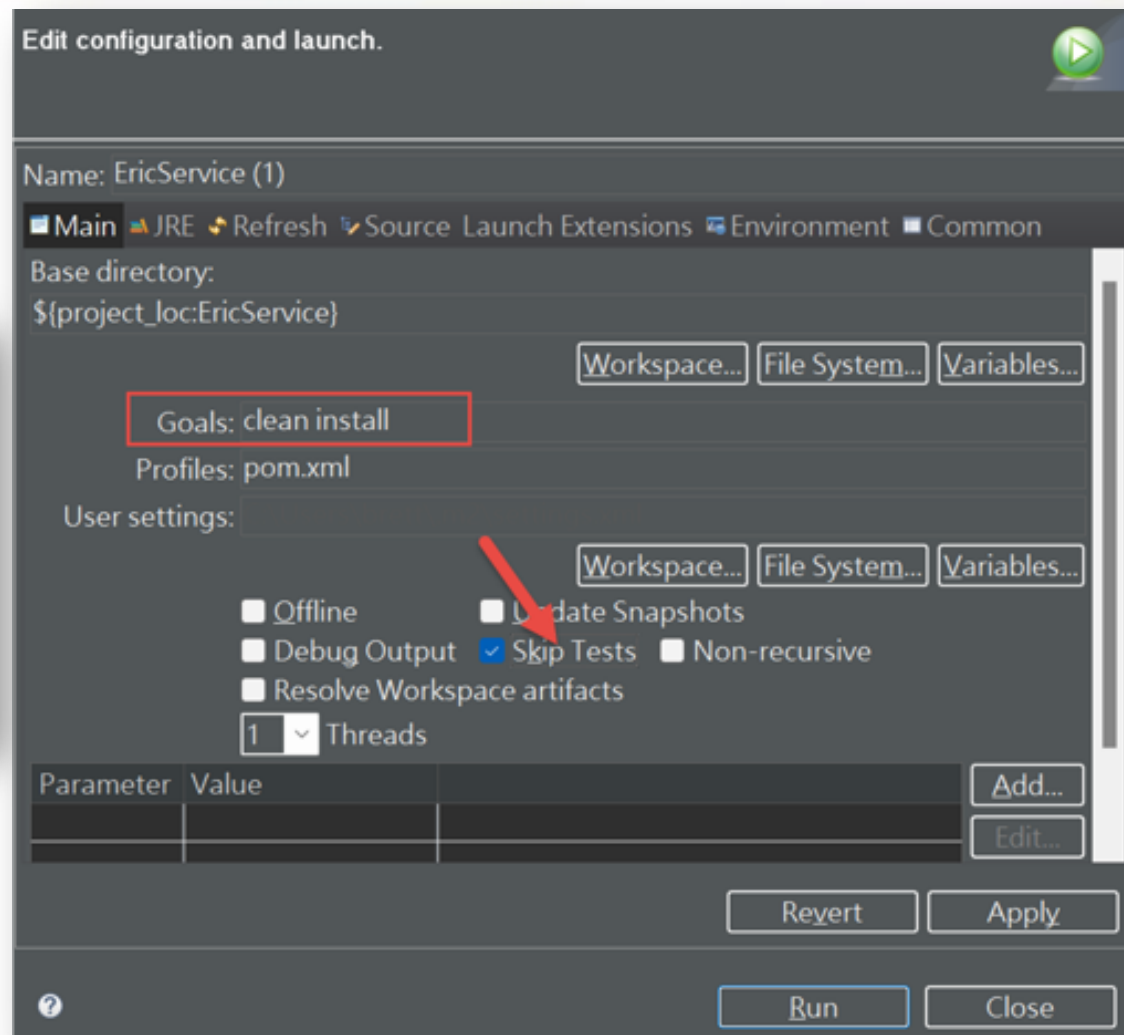 Edit configuration and launch.
Name: EricService (1)
Main JRE Refresh Source Launch Extensions Environment Common
Base directory:
${project_loc:EricService}
Workspace... File System... Variables...
Goals: clean install
Profiles: pom.xml
User settings:
Workspace... File System... Variables...
Offline Update Snapshots
Debug Output Skip Tests Non-recursive
Resolve Workspace artifacts
1 Threads
Parameter Value Add...
Edit...
Revert Apply
? Run Close